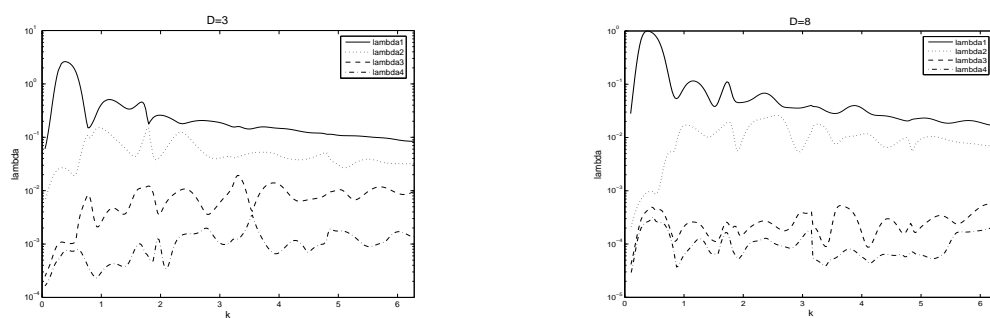 D=3
10^1
10^0
10^-1
10^-2
10^-3
10^-4
lambda
lambda1
lambda2
lambda3
lambda4
0 1 2 3 4 5 6
k
D=8
10^0
10^-1
10^-2
10^-3
10^-4
10^-5
lambda
lambda1
lambda2
lambda3
lambda4
0 1 2 3 4 5 6
k